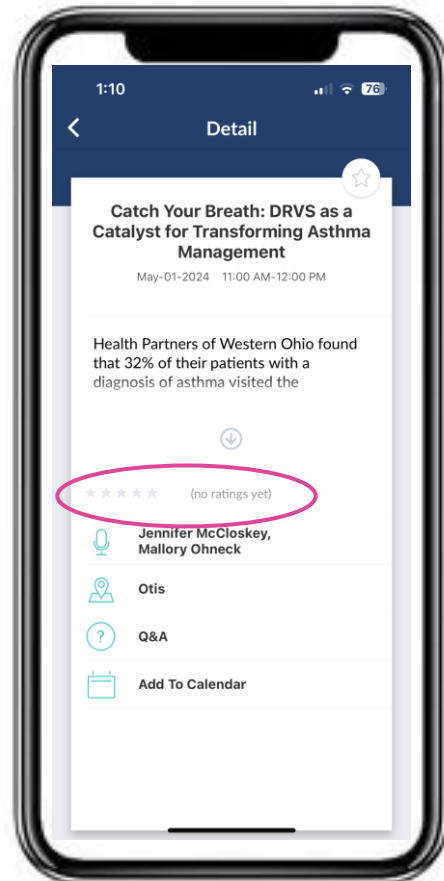 1:10
76
Detail
Catch Your Breath: DRVS as a
Catalyst for Transforming Asthma
Management
May-01-2024 11:00 AM-12:00 PM
Health Partners of Western Ohio found
that 32% of their patients with a
diagnosis of asthma visited the
(no ratings yet)
Jennifer McCloskey,
Mallory Ohneck
Otis
?
Q&A
Add To Calendar